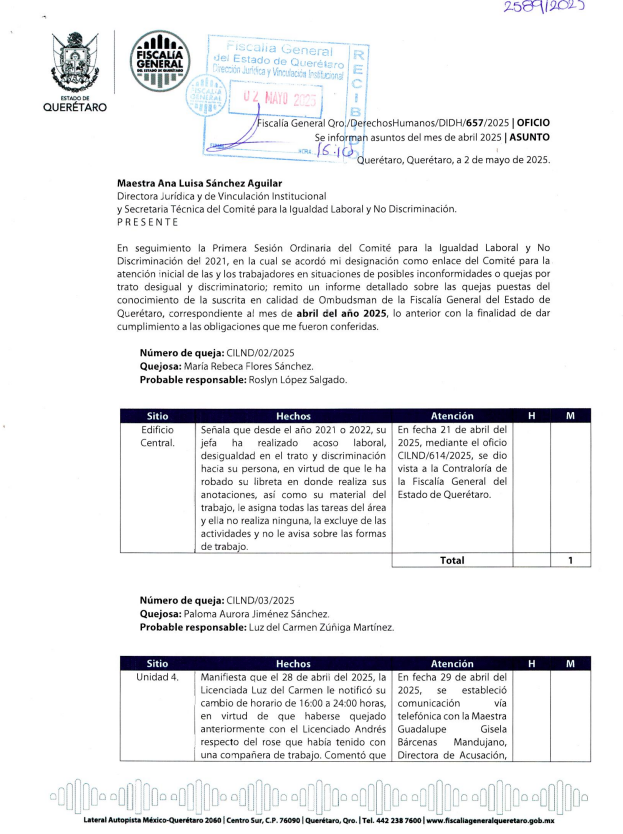 2589/2025
ESTADO DE
QUERÉTARO
FISCALÍA
GENERAL
DEL ESTADO DE QUERÉTARO
Fiscalía General
del Estado de Querétaro
Dirección Jurídica y Vinculación Institucional
RECIBIDO
02 MAYO 2025
15:10
Fiscalía General Qro./DerechosHumanos/DIDH/657/2025 | OFICIO
Se informan asuntos del mes de abril 2025 | ASUNTO
Querétaro, Querétaro, a 2 de mayo de 2025.
Maestra Ana Luisa Sánchez Aguilar
Directora Jurídica y de Vinculación Institucional
y Secretaria Técnica del Comité para la Igualdad Laboral y No Discriminación.
P R E S E N T E
En seguimiento la Primera Sesión Ordinaria del Comité para la Igualdad Laboral y No
Discriminación del 2021, en la cual se acordó mi designación como enlace del Comité para la
atención inicial de las y los trabajadores en situaciones de posibles inconformidades o quejas por
trato desigual y discriminatorio; remito un informe detallado sobre las quejas puestas del
conocimiento de la suscrita en calidad de Ombudsman de la Fiscalía General del Estado de
Querétaro, correspondiente al mes de abril del año 2025, lo anterior con la finalidad de dar
cumplimiento a las obligaciones que me fueron conferidas.
Número de queja: CILND/02/2025
Quejosa: María Rebeca Flores Sánchez.
Probable responsable: Roslyn López Salgado.
Sitio Hechos Atención H M
Edificio
Central.
Señala que desde el año 2021 o 2022, su
jefa ha realizado acoso laboral,
desigualdad en el trato y discriminación
hacia su persona, en virtud de que le ha
robado su libreta en donde realiza sus
anotaciones, así como su material del
trabajo, le asigna todas las tareas del área
y ella no realiza ninguna, la excluye de las
actividades y no le avisa sobre las formas
de trabajo.
En fecha 21 de abril del
2025, mediante el oficio
CILND/614/2025, se dio
vista a la Contraloría de
la Fiscalía General del
Estado de Querétaro.
Total 1
Número de queja: CILND/03/2025
Quejosa: Paloma Aurora Jiménez Sánchez.
Probable responsable: Luz del Carmen Zúñiga Martínez.
Sitio Hechos Atención H M
Unidad 4.
Manifiesta que el 28 de abril del 2025, la
Licenciada Luz del Carmen le notificó su
cambio de horario de 16:00 a 24:00 horas,
en virtud de que haberse quejado
anteriormente con el Licenciado Andrés
respecto del rose que había tenido con
una compañera de trabajo. Comentó que
En fecha 29 de abril del
2025, se estableció
comunicación vía
telefónica con la Maestra
Guadalupe Gisela
Bárcenas Mandujano,
Directora de Acusación,
Lateral Autopista México-Querétaro 2060 | Centro Sur, C.P. 76090 | Querétaro, Qro. | Tel. 442 238 7600 | www.fiscaliageneralqueretaro.gob.mx